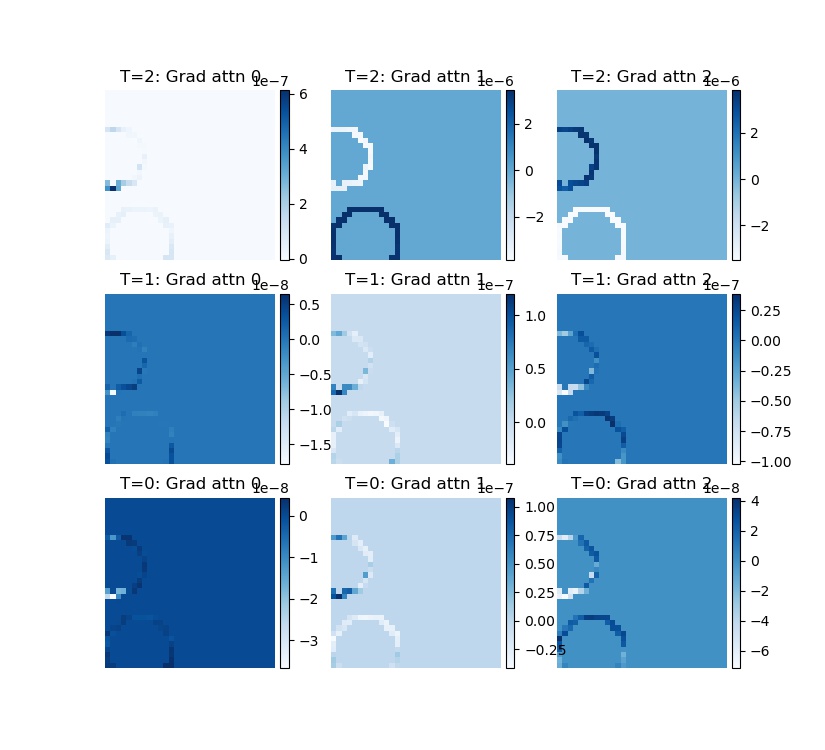 T=2: Grad attn 0
1e−7
6
4
2
0
T=2: Grad attn 1
1e−6
2
0
−2
T=2: Grad attn 2
1e−6
2
0
−2
T=1: Grad attn 0
1e−8
0.5
0.0
−0.5
−1.0
−1.5
T=1: Grad attn 1
1e−7
1.0
0.5
0.0
T=1: Grad attn 2
1e−7
0.25
0.00
−0.25
−0.50
−0.75
−1.00
T=0: Grad attn 0
1e−8
0
−1
−2
−3
T=0: Grad attn 1
1e−7
1.00
0.75
0.50
0.25
0.00
−0.25
T=0: Grad attn 2
1e−8
4
2
0
−2
−4
−6